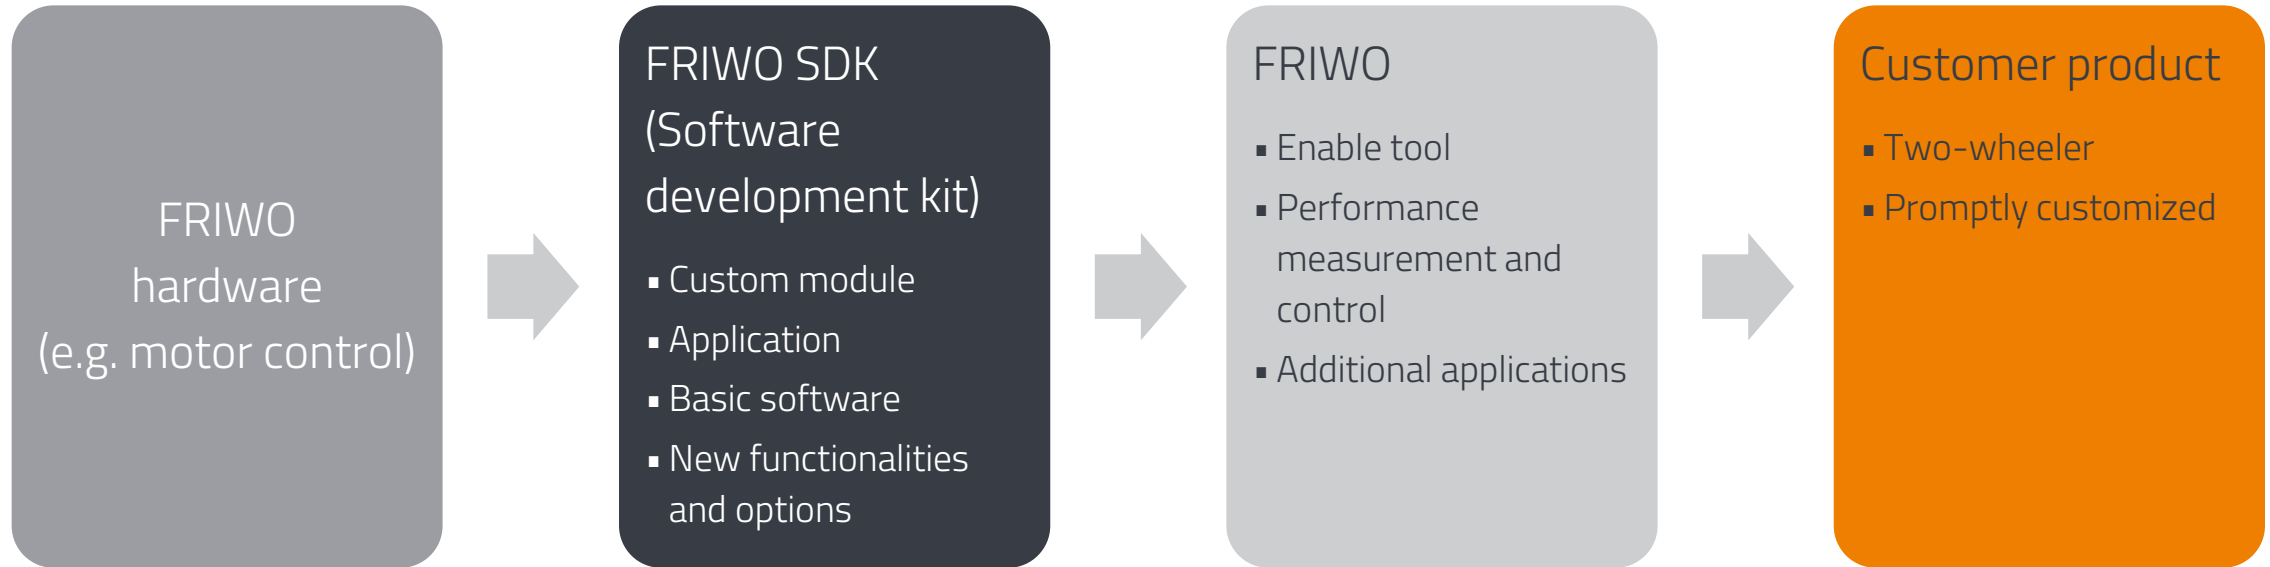 FRIWO
hardware
(e.g. motor control)
FRIWO SDK
(Software
development kit)
▪ Custom module
▪ Application
▪ Basic software
▪ New functionalities
and options
FRIWO
▪ Enable tool
▪ Performance
measurement and
control
▪ Additional applications
Customer product
▪ Two-wheeler
▪ Promptly customized